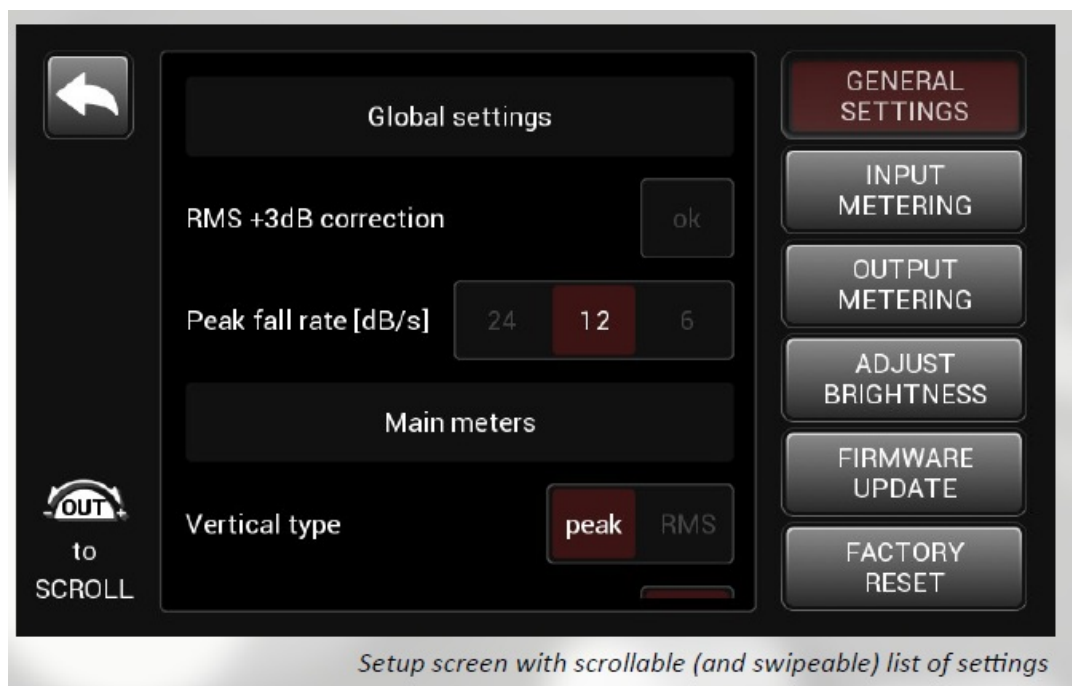 Global settings
RMS +3dB correction ok
Peak fall rate [dB/s] 24 12 6
Main meters
Vertical type peak RMS
- OUT +
to
SCROLL
GENERAL
SETTINGS
INPUT
METERING
OUTPUT
METERING
ADJUST
BRIGHTNESS
FIRMWARE
UPDATE
FACTORY
RESET
Setup screen with scrollable (and swipeable) list of settings